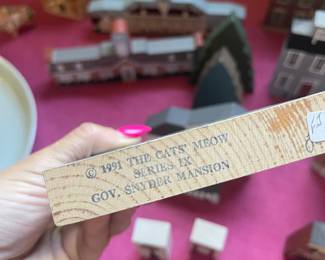 © 1991 THE CATS' MEOW
SERIES IX
GOV. SNYDER MANSION